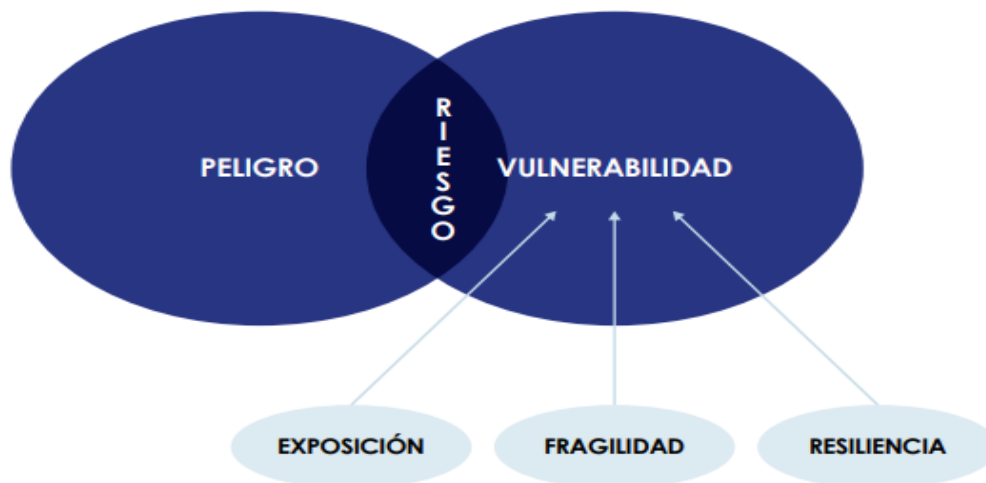 PELIGRO
RIESGO
VULNERABILIDAD
EXPOSICIÓN
FRAGILIDAD
RESILIENCIA